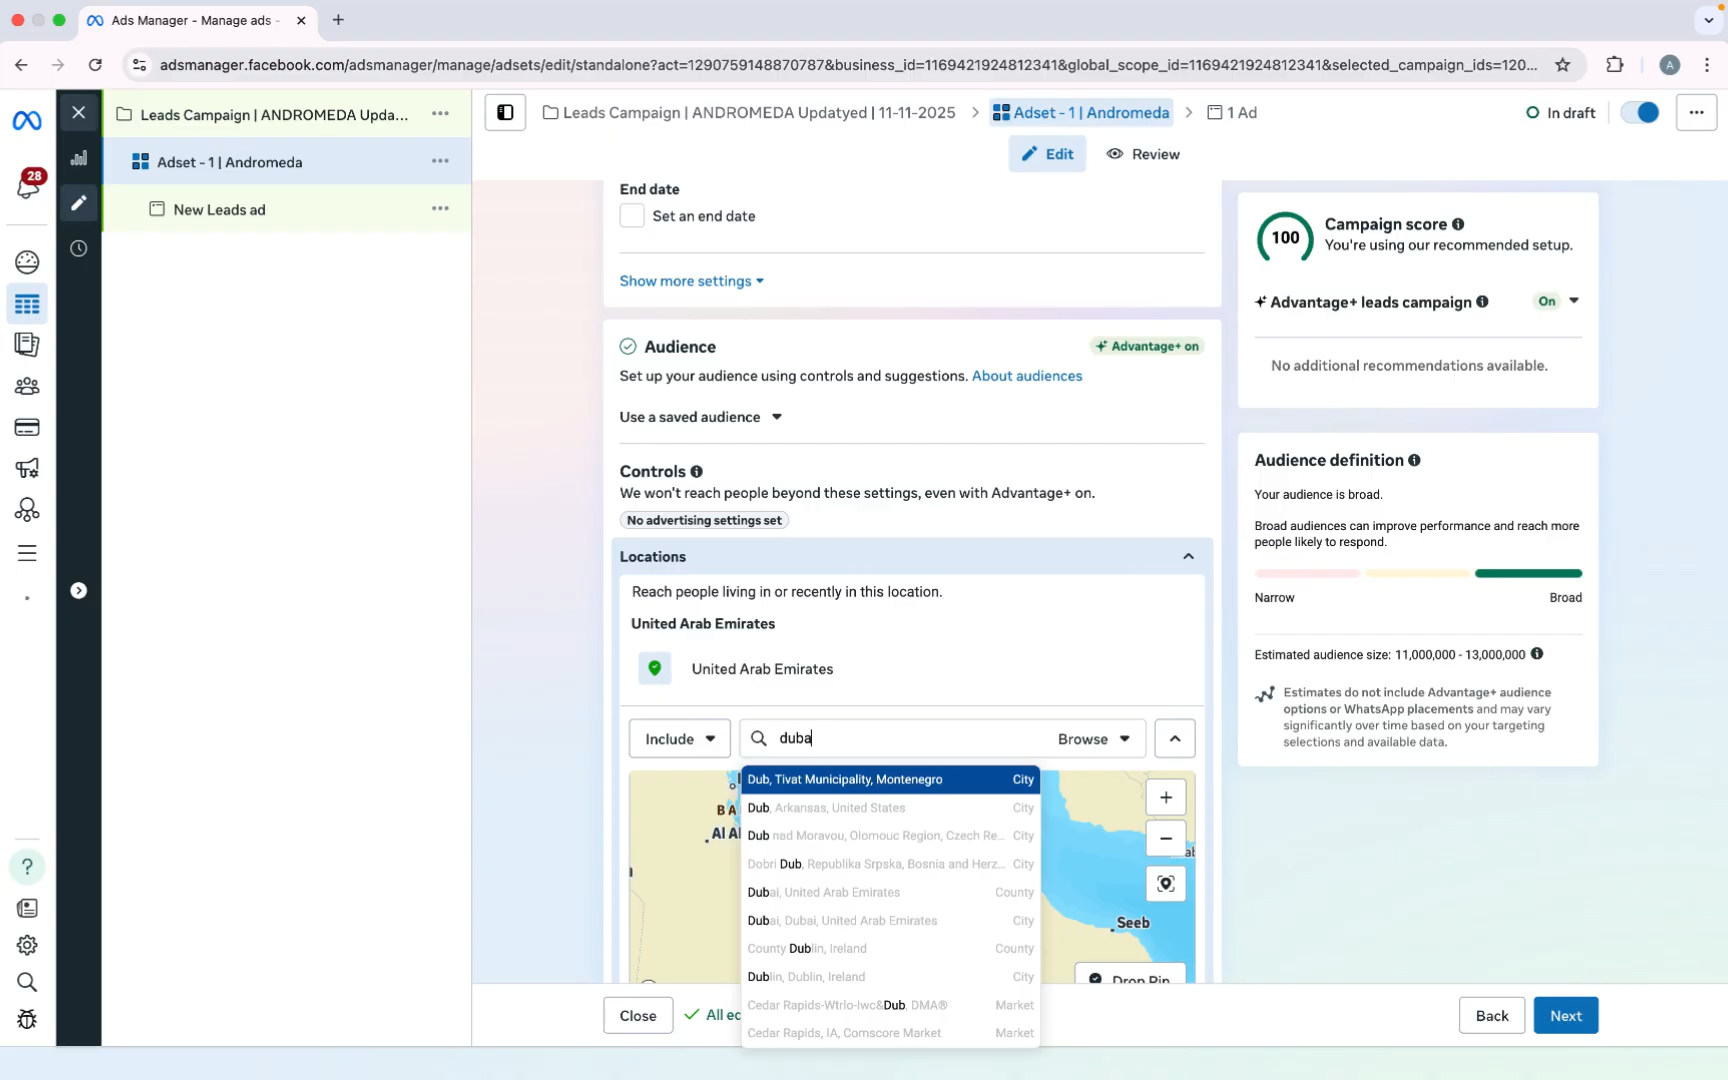 Ads Manager - Manage ads -
adsmanager.facebook.com/adsmanager/manage/adsets/edit/standalone?act=1290759148870787&business_id=1169421924812341&global_scope_id=1169421924812341&selected_campaign_ids=120...
A
28
Leads Campaign | ANDROMEDA Upda...
Adset - 1 | Andromeda
New Leads ad
Leads Campaign | ANDROMEDA Updatyed | 11-11-2025
Adset - 1 | Andromeda
1 Ad
In draft
Edit
Review
End date
Set an end date
Show more settings
Audience
Advantage+ on
Set up your audience using controls and suggestions. About audiences
Use a saved audience
Controls
We won't reach people beyond these settings, even with Advantage+ on.
No advertising settings set
Locations
Reach people living in or recently in this location.
United Arab Emirates
United Arab Emirates
Include
duba
Browse
Dub, Tivat Municipality, Montenegro City
Dub, Arkansas, United States City
Dub nad Moravou, Olomouc Region, Czech Re... City
Dobri Dub, Republika Srpska, Bosnia and Herz... City
Dubai, United Arab Emirates County
Dubai, Dubai, United Arab Emirates City
County Dublin, Ireland County
Dublin, Dublin, Ireland City
Cedar Rapids-Wtrlo-Iwc&Dub, DMA® Market
Cedar Rapids, IA, Comscore Market Market
Seeb
Drop Pin
Close
All ed
Back
Next
100
Campaign score
You're using our recommended setup.
Advantage+ leads campaign
On
No additional recommendations available.
Audience definition
Your audience is broad.
Broad audiences can improve performance and reach more
people likely to respond.
Narrow
Broad
Estimated audience size: 11,000,000 - 13,000,000
Estimates do not include Advantage+ audience
options or WhatsApp placements and may vary
significantly over time based on your targeting
selections and available data.